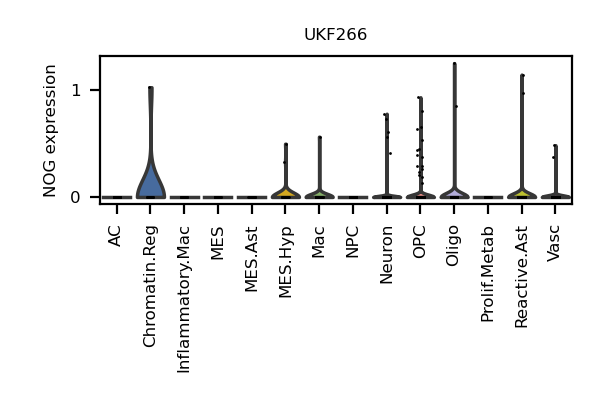 UKF266
NOG expression
1
0
AC
Chromatin.Reg
Inflammatory.Mac
MES
MES.Ast
MES.Hyp
Mac
NPC
Neuron
OPC
Oligo
Prolif.Metab
Reactive.Ast
Vasc